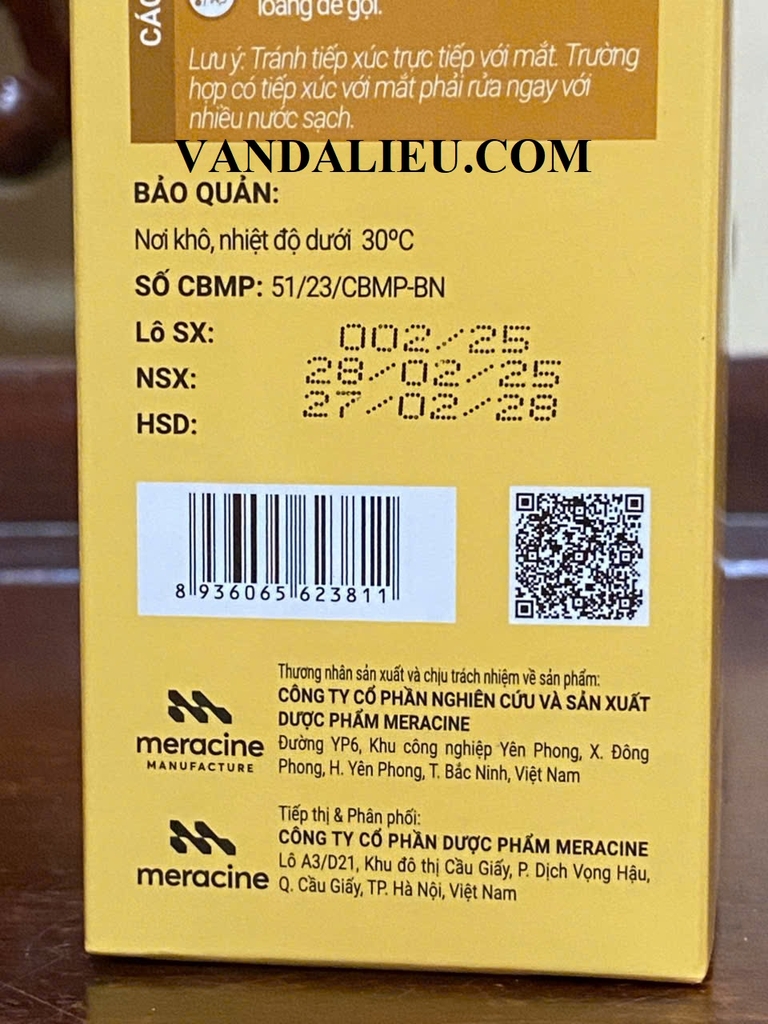 CÁC
loãng để gội.
Lưu ý: Tránh tiếp xúc trực tiếp với mắt. Trường
hợp có tiếp xúc với mắt phải rửa ngay với
nhiều nước sạch.
VANDALIEU.COM
BẢO QUẢN:
Nơi khô, nhiệt độ dưới 30ºC
SỐ CBMP: 51/23/CBMP-BN
Lô SX: 002/25
NSX: 28/02/25
HSD: 27/02/28
8 936065 623811
Thương nhân sản xuất và chịu trách nhiệm về sản phẩm:
CÔNG TY CỔ PHẦN NGHIÊN CỨU VÀ SẢN XUẤT
DƯỢC PHẨM MERACINE
Đường YP6, Khu công nghiệp Yên Phong, X. Đông
Phong, H. Yên Phong, T. Bắc Ninh, Việt Nam
meracine
MANUFACTURE
Tiếp thị & Phân phối:
CÔNG TY CỔ PHẦN DƯỢC PHẨM MERACINE
Lô A3/D21, Khu đô thị Cầu Giấy, P. Dịch Vọng Hậu,
Q. Cầu Giấy, TP. Hà Nội, Việt Nam
meracine